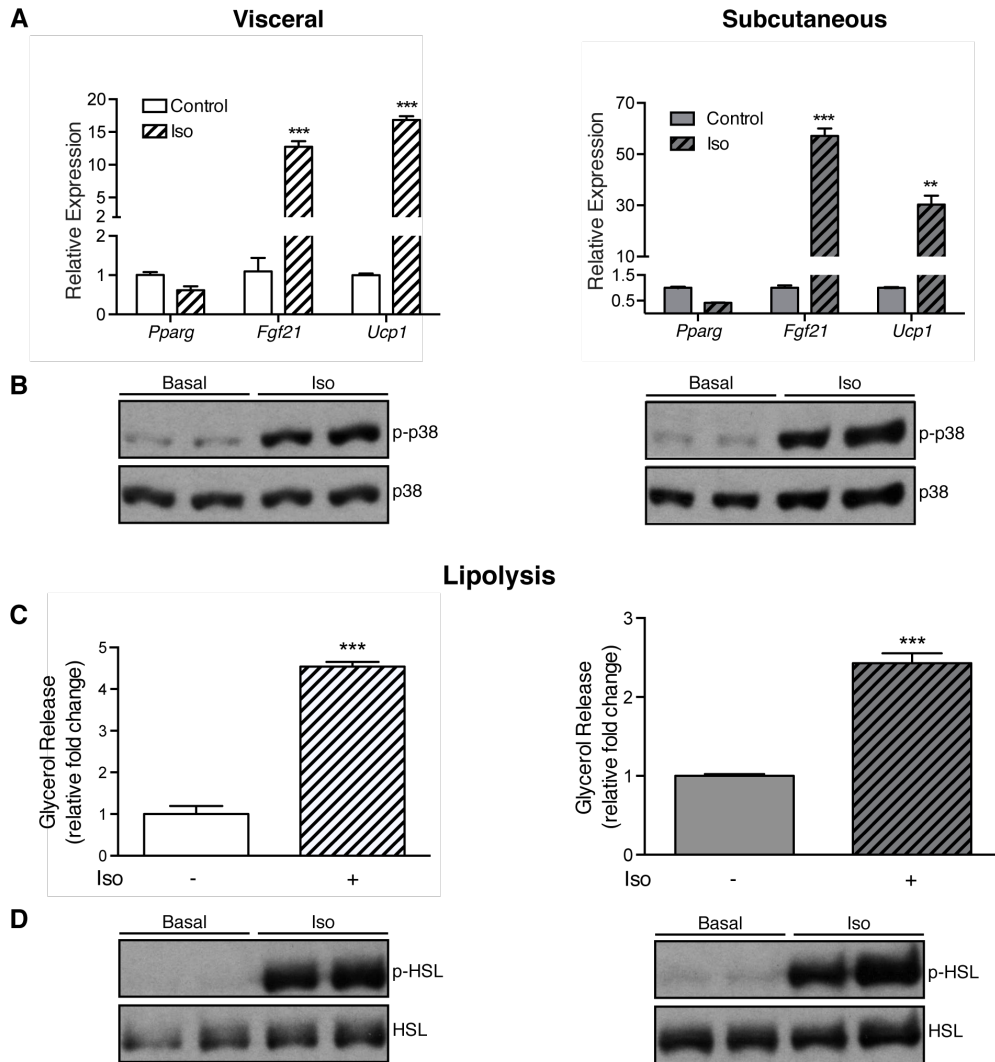 A
Visceral
Subcutaneous
Relative Expression
20
15
10
5
2
2
1
0
Control
Iso
***
***
Pparg
Fgf21
Ucp1
Relative Expression
70
50
30
10
1.5
0.5
Control
Iso
***
**
Pparg
Fgf21
Ucp1
B
Basal
Iso
p-p38
p38
Basal
Iso
p-p38
p38
Lipolysis
C
Glycerol Release
(relative fold change)
5
4
3
2
1
0
***
Iso
-
+
Glycerol Release
(relative fold change)
3
2
1
0
***
Iso
-
+
D
Basal
Iso
p-HSL
HSL
Basal
Iso
p-HSL
HSL